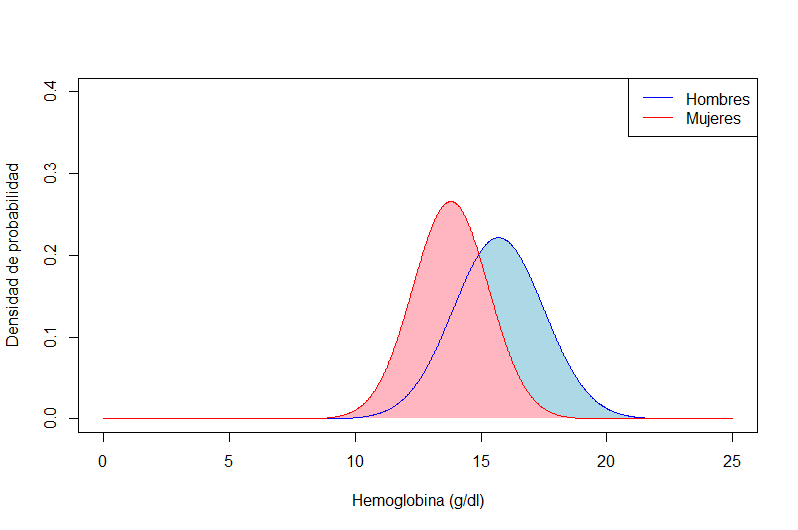 Hombres
Mujeres
Densidad de probabilidad
0.4
0.3
0.2
0.1
0.0
0 5 10 15 20 25
Hemoglobina (g/dl)